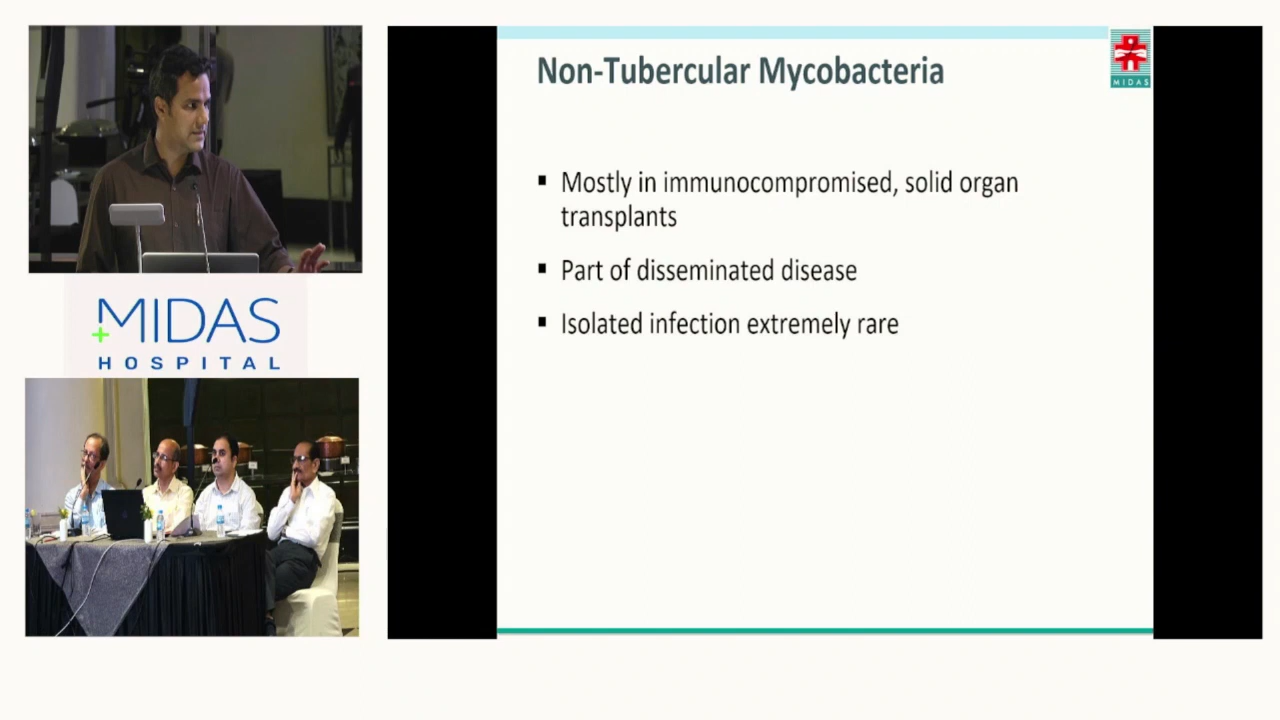 Non-Tubercular Mycobacteria
MIDAS
▪ Mostly in immunocompromised, solid organ
transplants
▪ Part of disseminated disease
▪ Isolated infection extremely rare
MIDAS
HOSPITAL